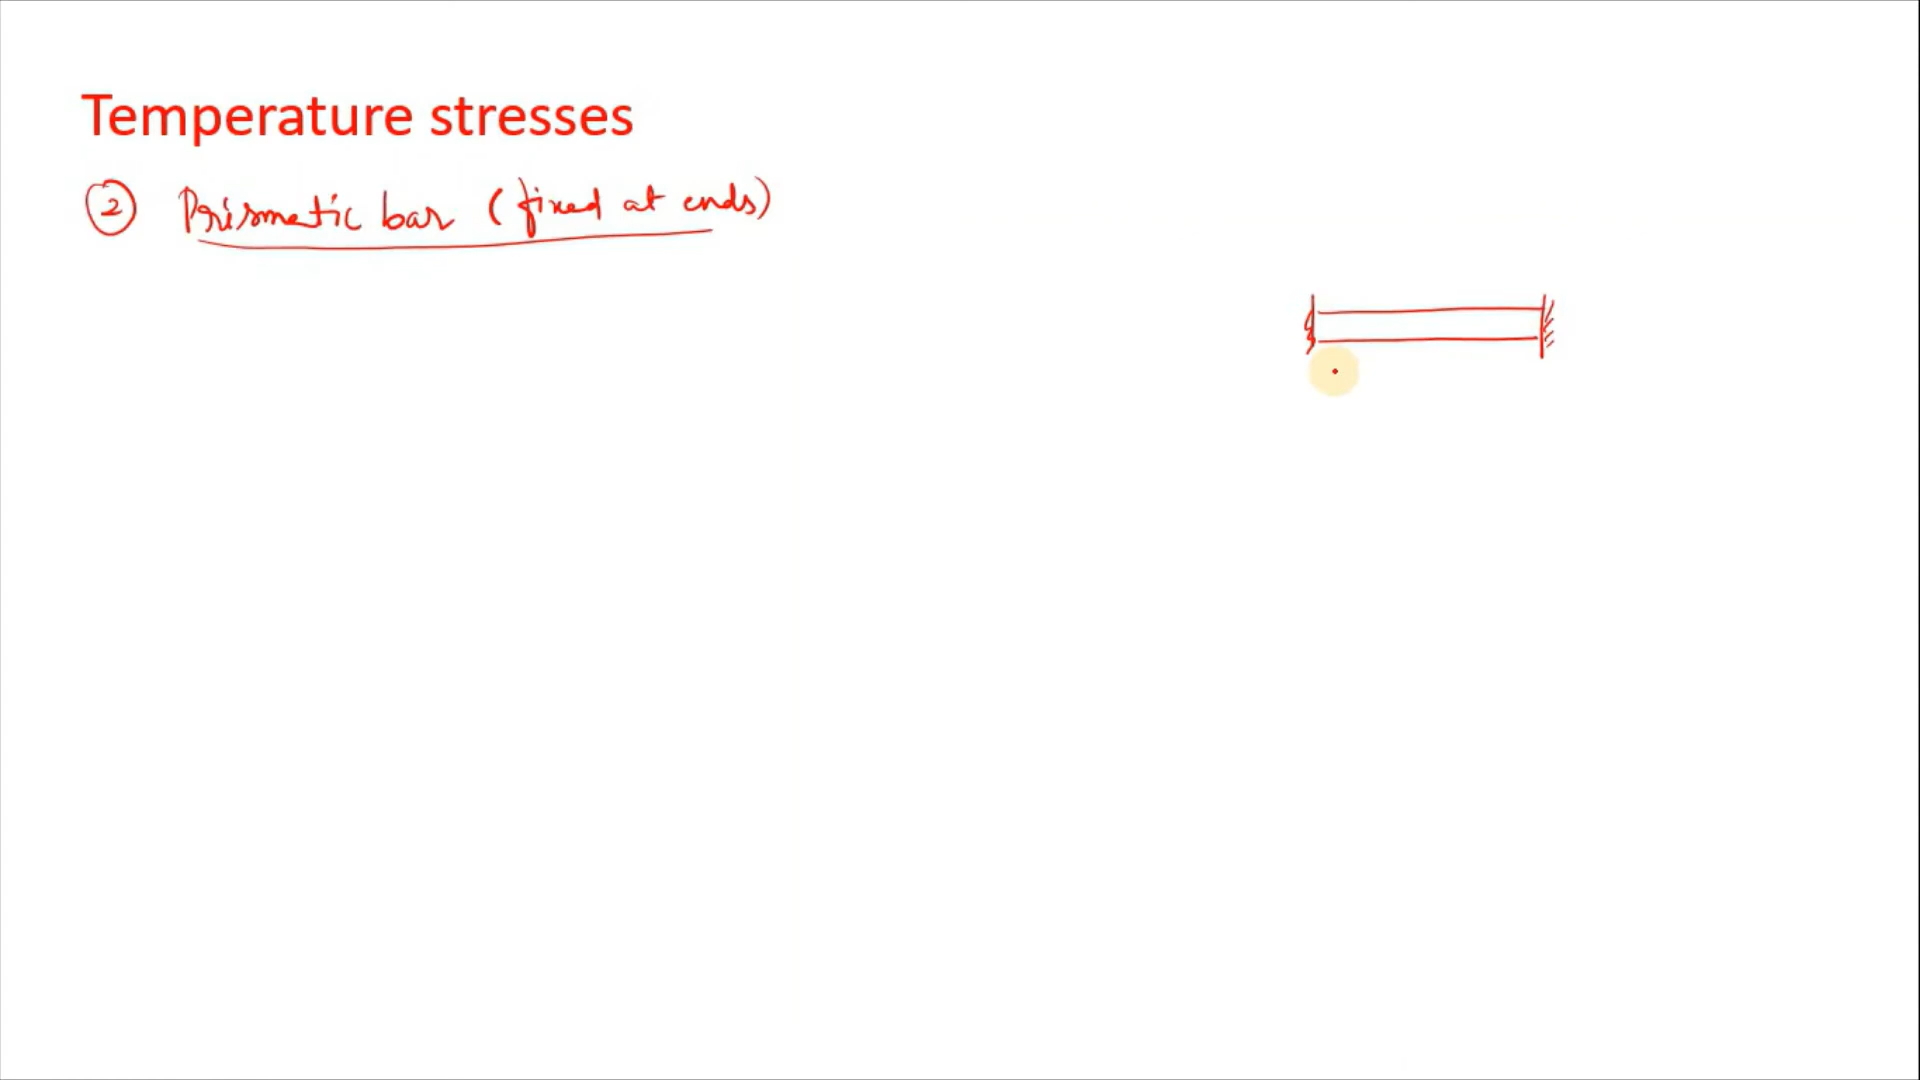 Temperature stresses
② Prismatic bar (fixed at ends)